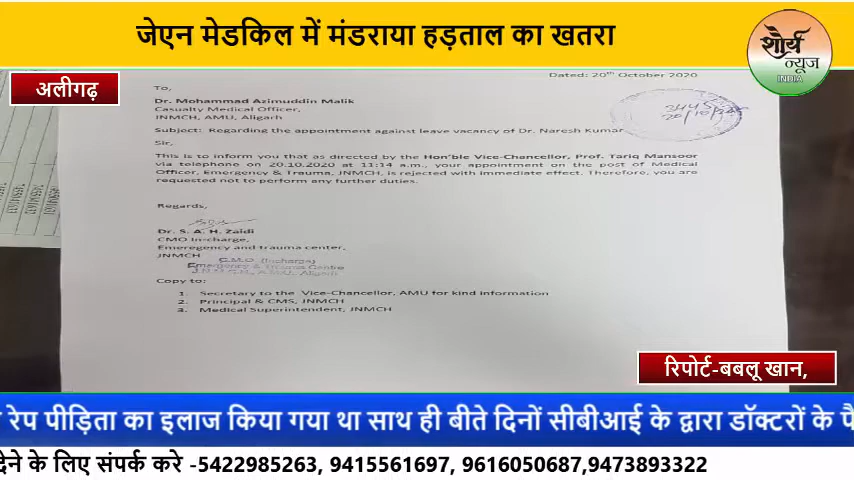 जेएन मेडकिल में मंडराया हड़ताल का खतरा
शौर्य
न्यूज
INDIA
अलीगढ़
Dated: 20th October 2020
To,
Dr. Mohammad Azimuddin Malik
Casualty Medical Officer,
JNMCH, AMU, Aligarh
Subject: Regarding the appointment against leave vacancy of Dr. Naresh Kumar
Sir,
This is to inform you that as directed by the Hon'ble Vice-Chancellor, Prof. Tariq Mansoor
via telephone on 20.10.2020 at 11:14 a.m., your appointment on the post of Medical
Officer, Emergency & Trauma, JNMCH, is rejected with immediate effect. Therefore, you are
requested not to perform any further duties.
Regards,
Dr. S. A. H. Zaidi
CMO In-charge,
Emeregency and trauma center,
JNMCH
C.M.O (Incharge)
Emergency & Trauma Centre
J.N.M.C.H., A.M.U., Aligarh
Copy to:
1. Secretary to the Vice-Chancellor, AMU for kind information
2. Principal & CMS, JNMCH
3. Medical Superintendent, JNMCH
रिपोर्ट-बबलू खान,
रेप पीड़िता का इलाज किया गया था साथ ही बीते दिनों सीबीआई के द्वारा डॉक्टरों के
देने के लिए संपर्क करे -5422985263, 9415561697, 9616050687,9473893322